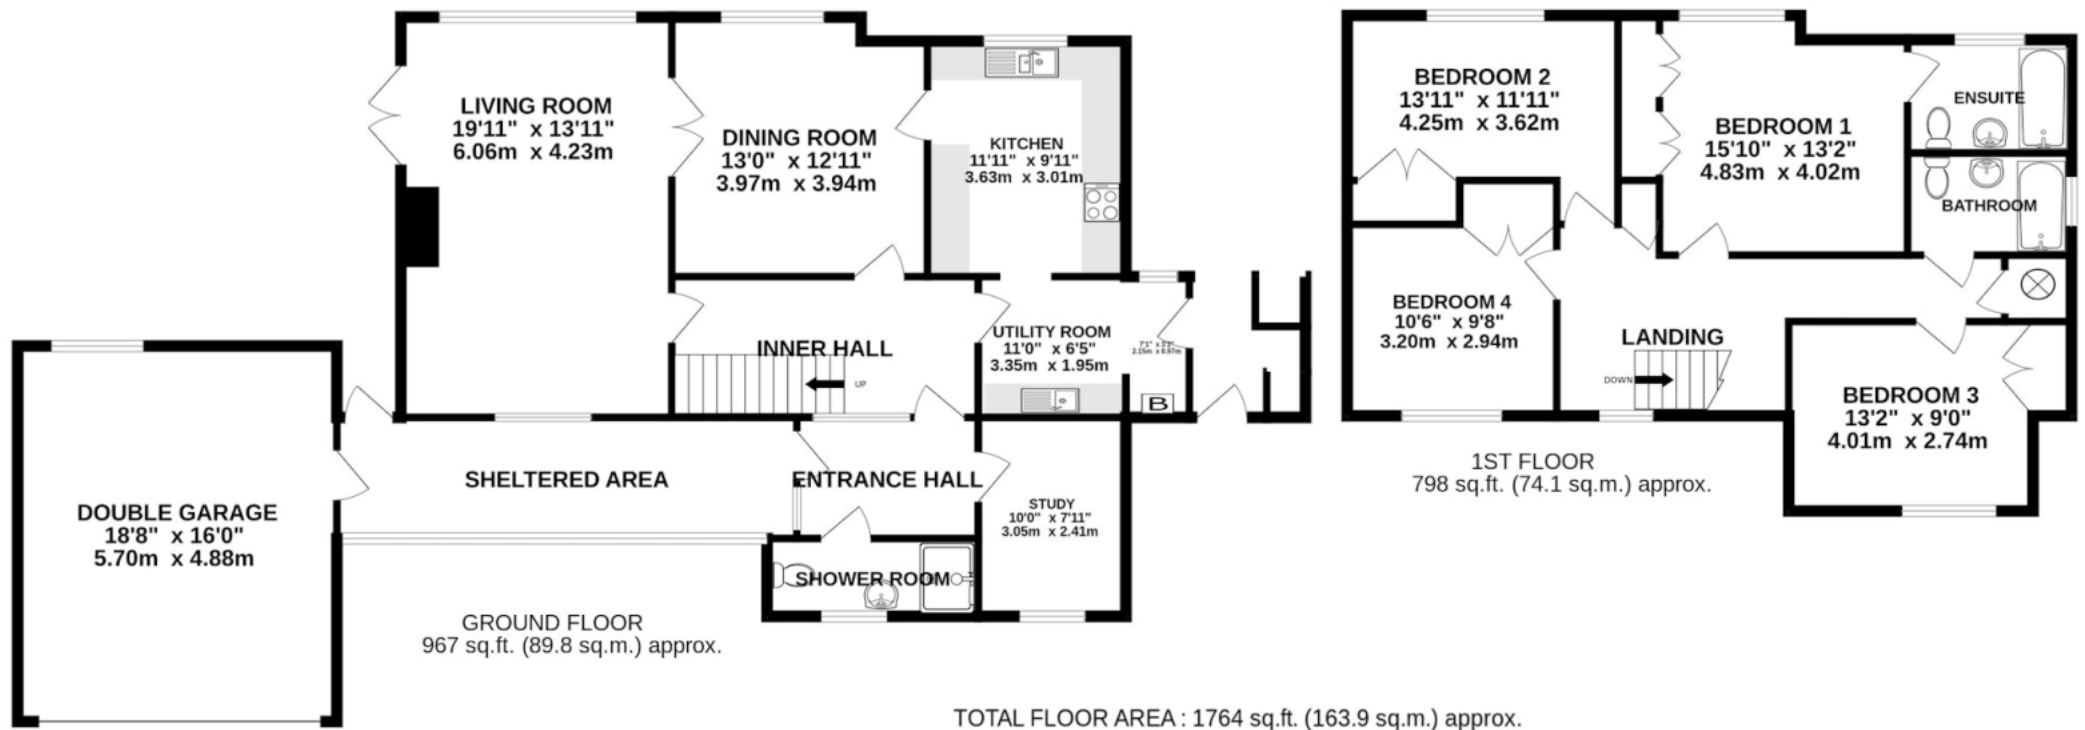 LIVING ROOM
19'11" x 13'11"
6.06m x 4.23m
DINING ROOM
13'0" x 12'11"
3.97m x 3.94m
KITCHEN
11'11" x 9'11"
3.63m x 3.01m
INNER HALL
UP
UTILITY ROOM
11'0" x 6'5"
3.35m x 1.95m
B
DOUBLE GARAGE
18'8" x 16'0"
5.70m x 4.88m
SHELTERED AREA
ENTRANCE HALL
STUDY
10'0" x 7'11"
3.05m x 2.41m
SHOWER ROOM
GROUND FLOOR
967 sq.ft. (89.8 sq.m.) approx.
BEDROOM 2
13'11" x 11'11"
4.25m x 3.62m
BEDROOM 1
15'10" x 13'2"
4.83m x 4.02m
ENSUITE
BATHROOM
BEDROOM 4
10'6" x 9'8"
3.20m x 2.94m
LANDING
DOWN
BEDROOM 3
13'2" x 9'0"
4.01m x 2.74m
1ST FLOOR
798 sq.ft. (74.1 sq.m.) approx.
TOTAL FLOOR AREA : 1764 sq.ft. (163.9 sq.m.) approx.